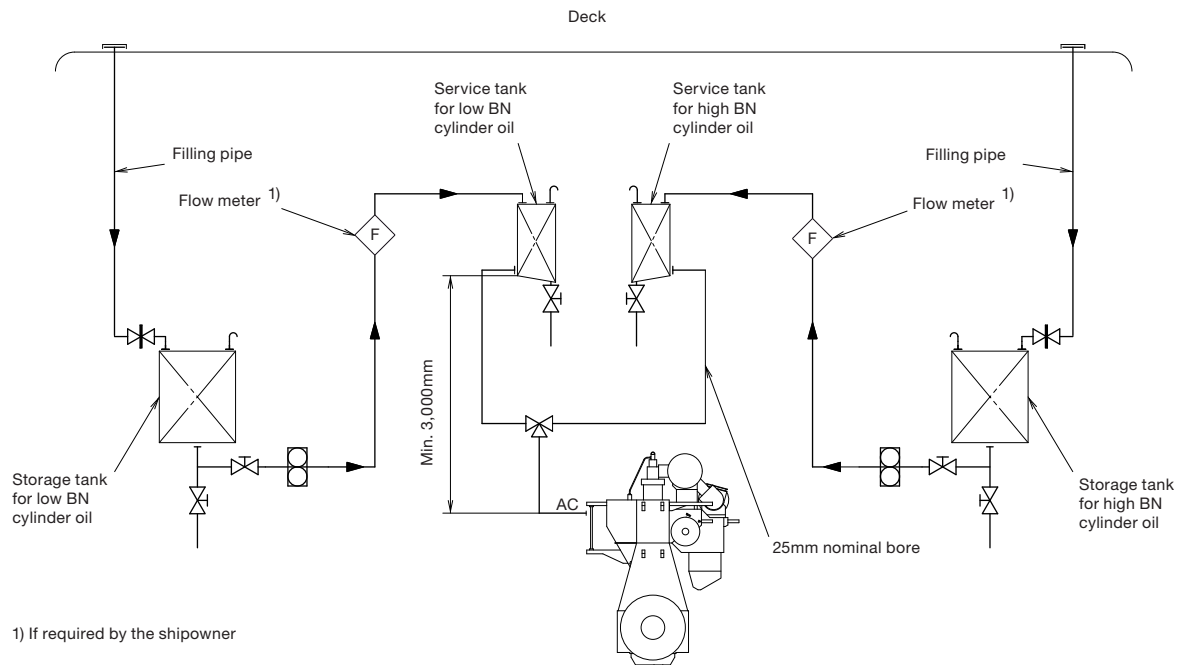 Deck
Service tank
for low BN
cylinder oil
Service tank
for high BN
cylinder oil
Filling pipe
Filling pipe
Flow meter 1)
Flow meter 1)
F
F
Min. 3,000mm
Storage tank
for low BN
cylinder oil
Storage tank
for high BN
cylinder oil
AC
25mm nominal bore
1) If required by the shipowner